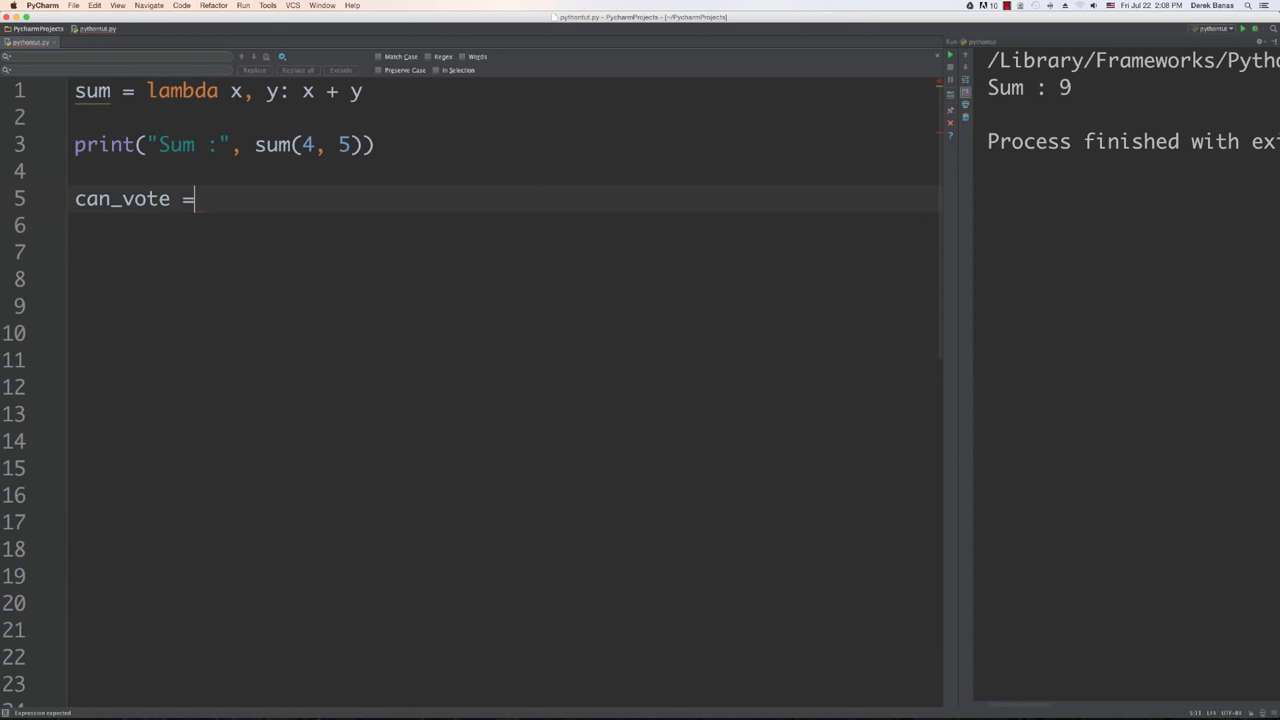 PyCharm File Edit View Navigate Code Refactor Run Tools VCS Window Help 10 Fri Jul 22 2:08 PM Derek Banas
pythontut.py - PycharmProjects - [~/PycharmProjects]
PycharmProjects pythontut.py pythontut
pythontut.py Run pythontut
Match Case Regex Words
Replace Replace all Exclude Preserve Case In Selection
1 sum = lambda x, y: x + y
2
3 print("Sum :", sum(4, 5))
4
5 can_vote =
6
7
8
9
10
11
12
13
14
15
16
17
18
19
20
21
22
23
/Library/Frameworks/Pytho
Sum : 9
Process finished with ex
Expression expected 5:11 LF UTF-8